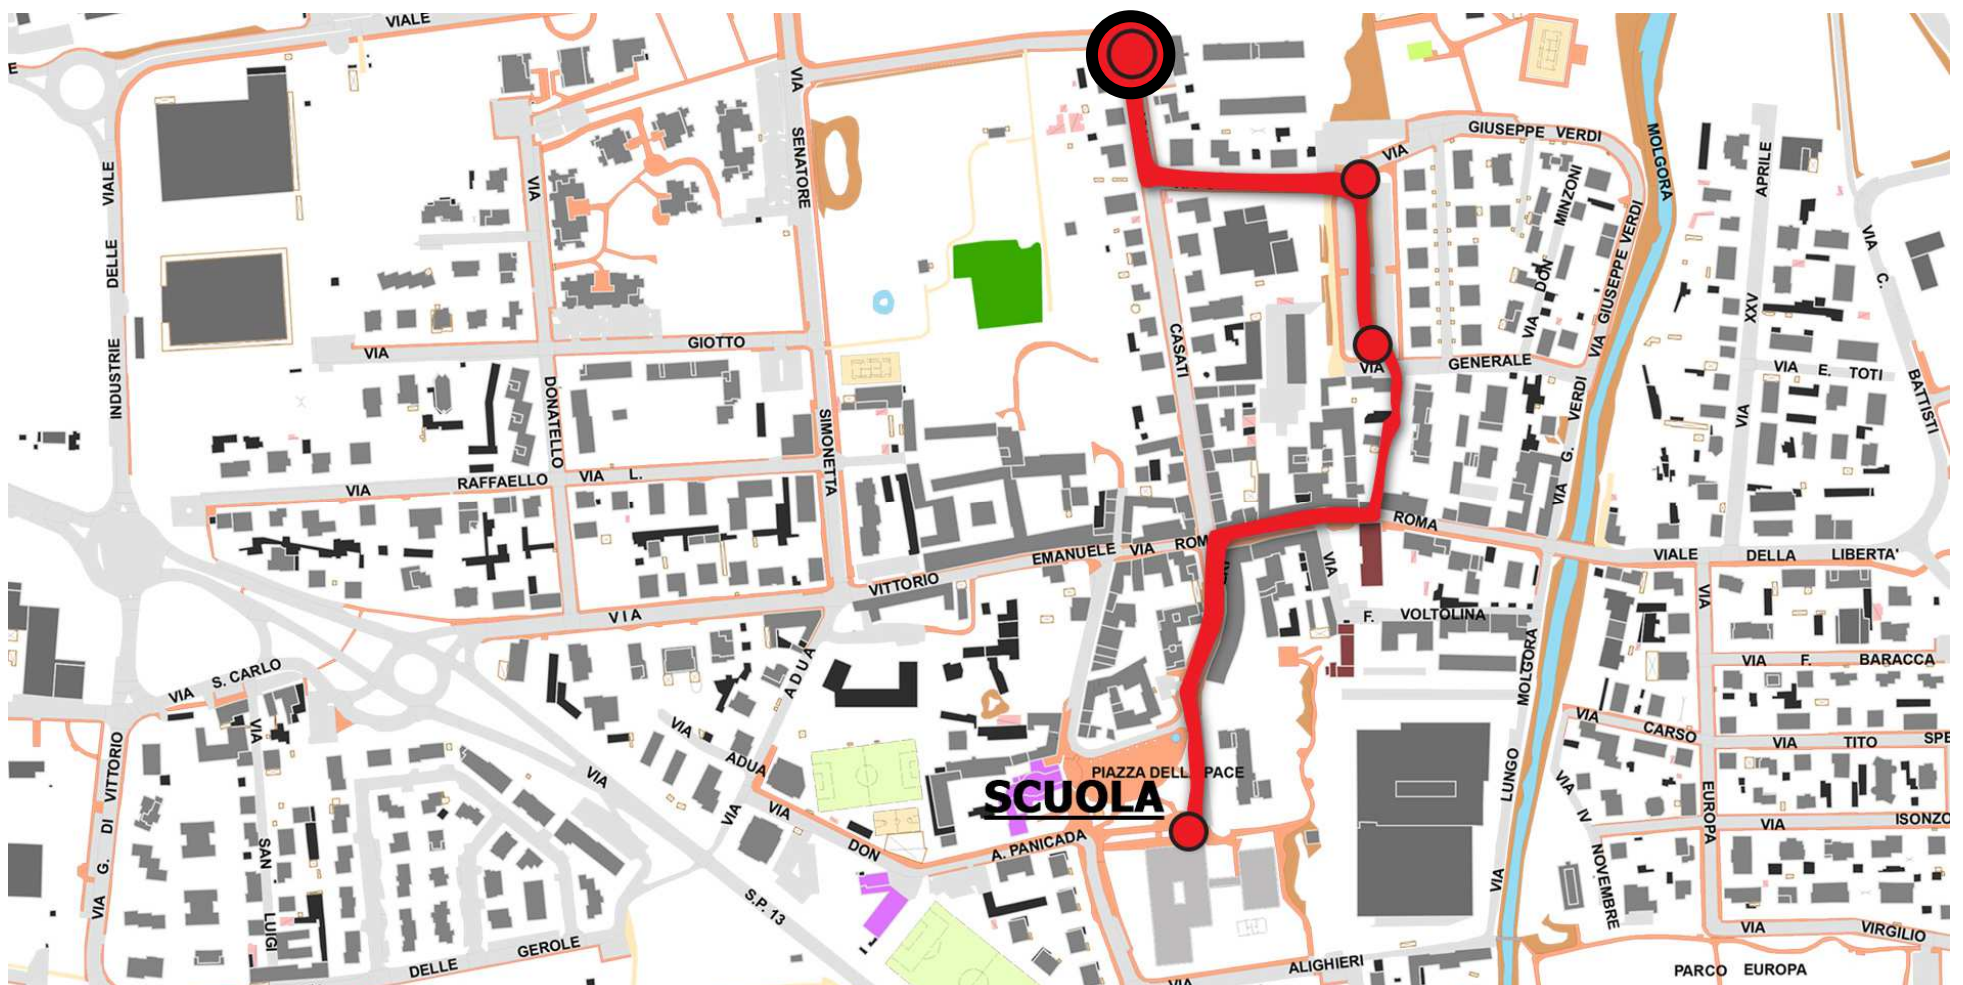 VIALE
E
VIA
GIUSEPPE VERDI
MOLGORA
SENATORE
VIALE
VIA
APRILE
VIA
MINZONI
VIA C.
DELLE
DON
GIUSEPPE VERDI
VIA
XXV
VIA
GIOTTO
CASATI
INDUSTRIE
VIA
GENERALE
VIA
VIA E. TOTI
BATTISTI
DONATELLO
SIMONETTA
VERDI
G.
VIA
VIA
VIA
RAFFAELLO
VIA L.
ROMA
VIA
EMANUELE
VIA
VITTORIO
VIA
VIALE DELLA LIBERTA'
VIA
F. VOLTOLINA
VIA
ADUA
MOLGORA
VIA F. BARACCA
VIA
S. CARLO
VIA
VIA
ADUA
VIA
CARSO
VIA TITO
VITTORIO
DI
G.
VIA
PIAZZA DELLA PACE
SCUOLA
VIA
VIA
VIA
DON
A. PANICADA
LUNGO
VIA
VIA IV
NOVEMBRE
EUROPA
VIA
ISONZO
SAN
LUIGI
S.P. 13
VIA
VIRGILIO
DELLE
GEROLE
VIA
ALIGHIERI
PARCO EUROPA